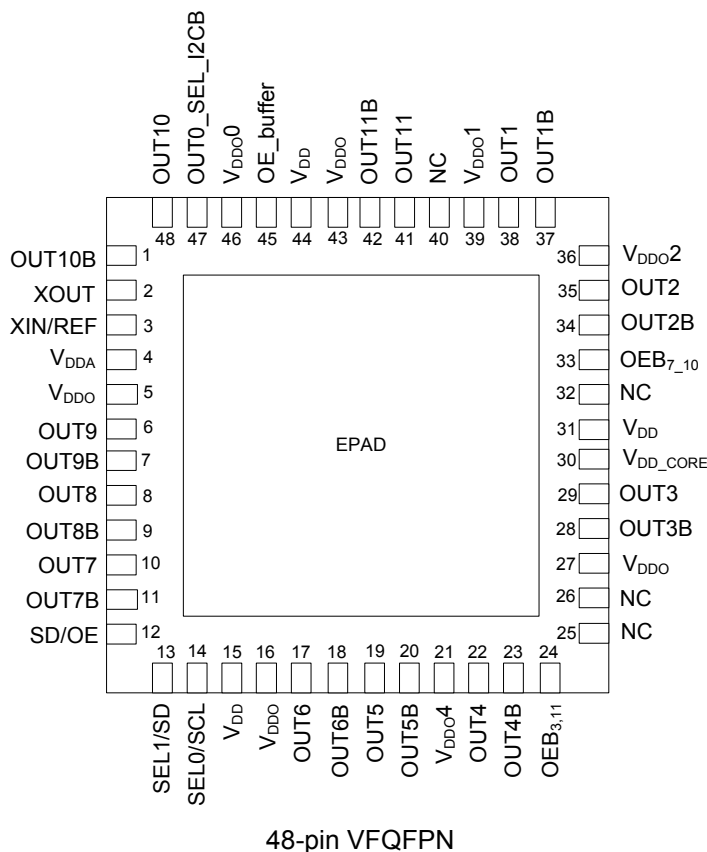 OUT10
OUT0_SEL_I2CB
VDDO0
OE_buffer
VDD
VDDO
OUT11B
OUT11
NC
VDDO1
OUT1
OUT1B
48 47 46 45 44 43 42 41 40 39 38 37
OUT10B 1
XOUT 2
XIN/REF 3
VDDA 4
VDDO 5
OUT9 6
OUT9B 7
OUT8 8
OUT8B 9
OUT7 10
OUT7B 11
SD/OE 12
EPAD
36 VDDO2
35 OUT2
34 OUT2B
33 OEB7_10
32 NC
31 VDD
30 VDD_CORE
29 OUT3
28 OUT3B
27 VDDO
26 NC
25 NC
13 14 15 16 17 18 19 20 21 22 23 24
SEL1/SD
SEL0/SCL
VDD
VDDO
OUT6
OUT6B
OUT5
OUT5B
VDDO4
OUT4
OUT4B
OEB3,11
48-pin VFQFPN